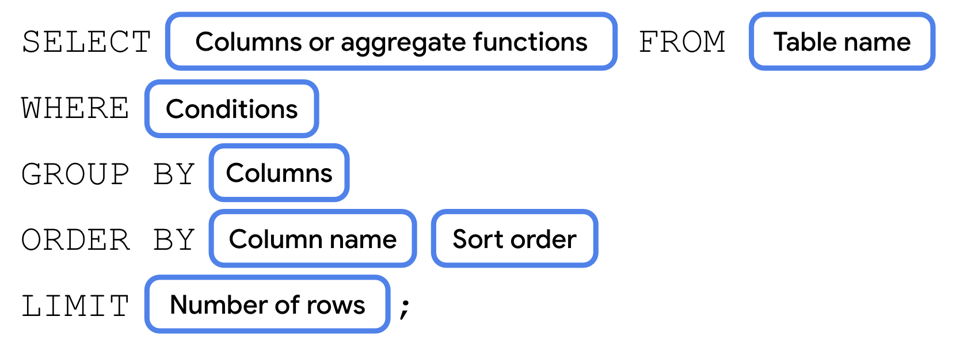 SELECT Columns or aggregate functions FROM Table name
WHERE Conditions
GROUP BY Columns
ORDER BY Column name Sort order
LIMIT Number of rows ;